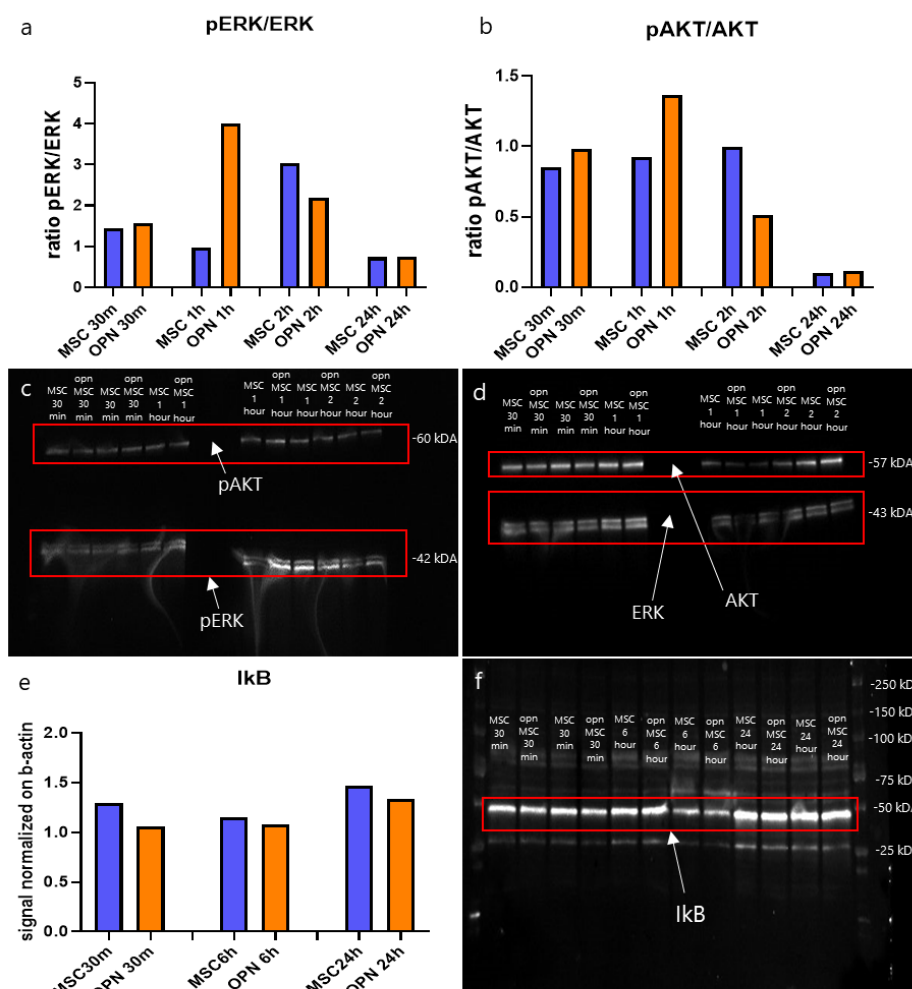 a
pERK/ERK
ratio pERK/ERK
5
4
3
2
1
0
MSC 30m
OPN 30m
MSC 1h
OPN 1h
MSC 2h
OPN 2h
MSC 24h
OPN 24h
b
pAKT/AKT
ratio pAKT/AKT
1.5
1.0
0.5
0.0
MSC 30m
OPN 30m
MSC 1h
OPN 1h
MSC 2h
OPN 2h
MSC 24h
OPN 24h
c
MSC 30 min
opn MSC 30 min
MSC 30 min
opn MSC 30 min
MSC 1 hour
opn MSC 1 hour
MSC 1 hour
opn MSC 1 hour
MSC 1 hour
opn MSC 2 hour
MSC 2 hour
opn MSC 2 hour
-60 kDA
pAKT
-42 kDA
pERK
d
MSC 30 min
opn MSC 30 min
MSC 30 min
opn MSC 30 min
MSC 1 hour
opn MSC 1 hour
MSC 1 hour
opn MSC 1 hour
MSC 1 hour
opn MSC 2 hour
MSC 2 hour
opn MSC 2 hour
-57 kDA
-43 kDA
ERK
AKT
e
IkB
signal normalized on b-actin
2.0
1.5
1.0
0.5
0.0
MSC30m
OPN 30m
MSC6h
OPN 6h
MSC24h
OPN 24h
f
MSC 30 min
opn MSC 30 min
MSC 30 min
opn MSC 30 min
MSC 6 hour
opn MSC 6 hour
MSC 6 hour
opn MSC 6 hour
MSC 24 hour
opn MSC 24 hour
MSC 24 hour
opn MSC 24 hour
-250 kD
-150 kD
-100 kD
-75 kD
-50 kD
-25 kD
IkB